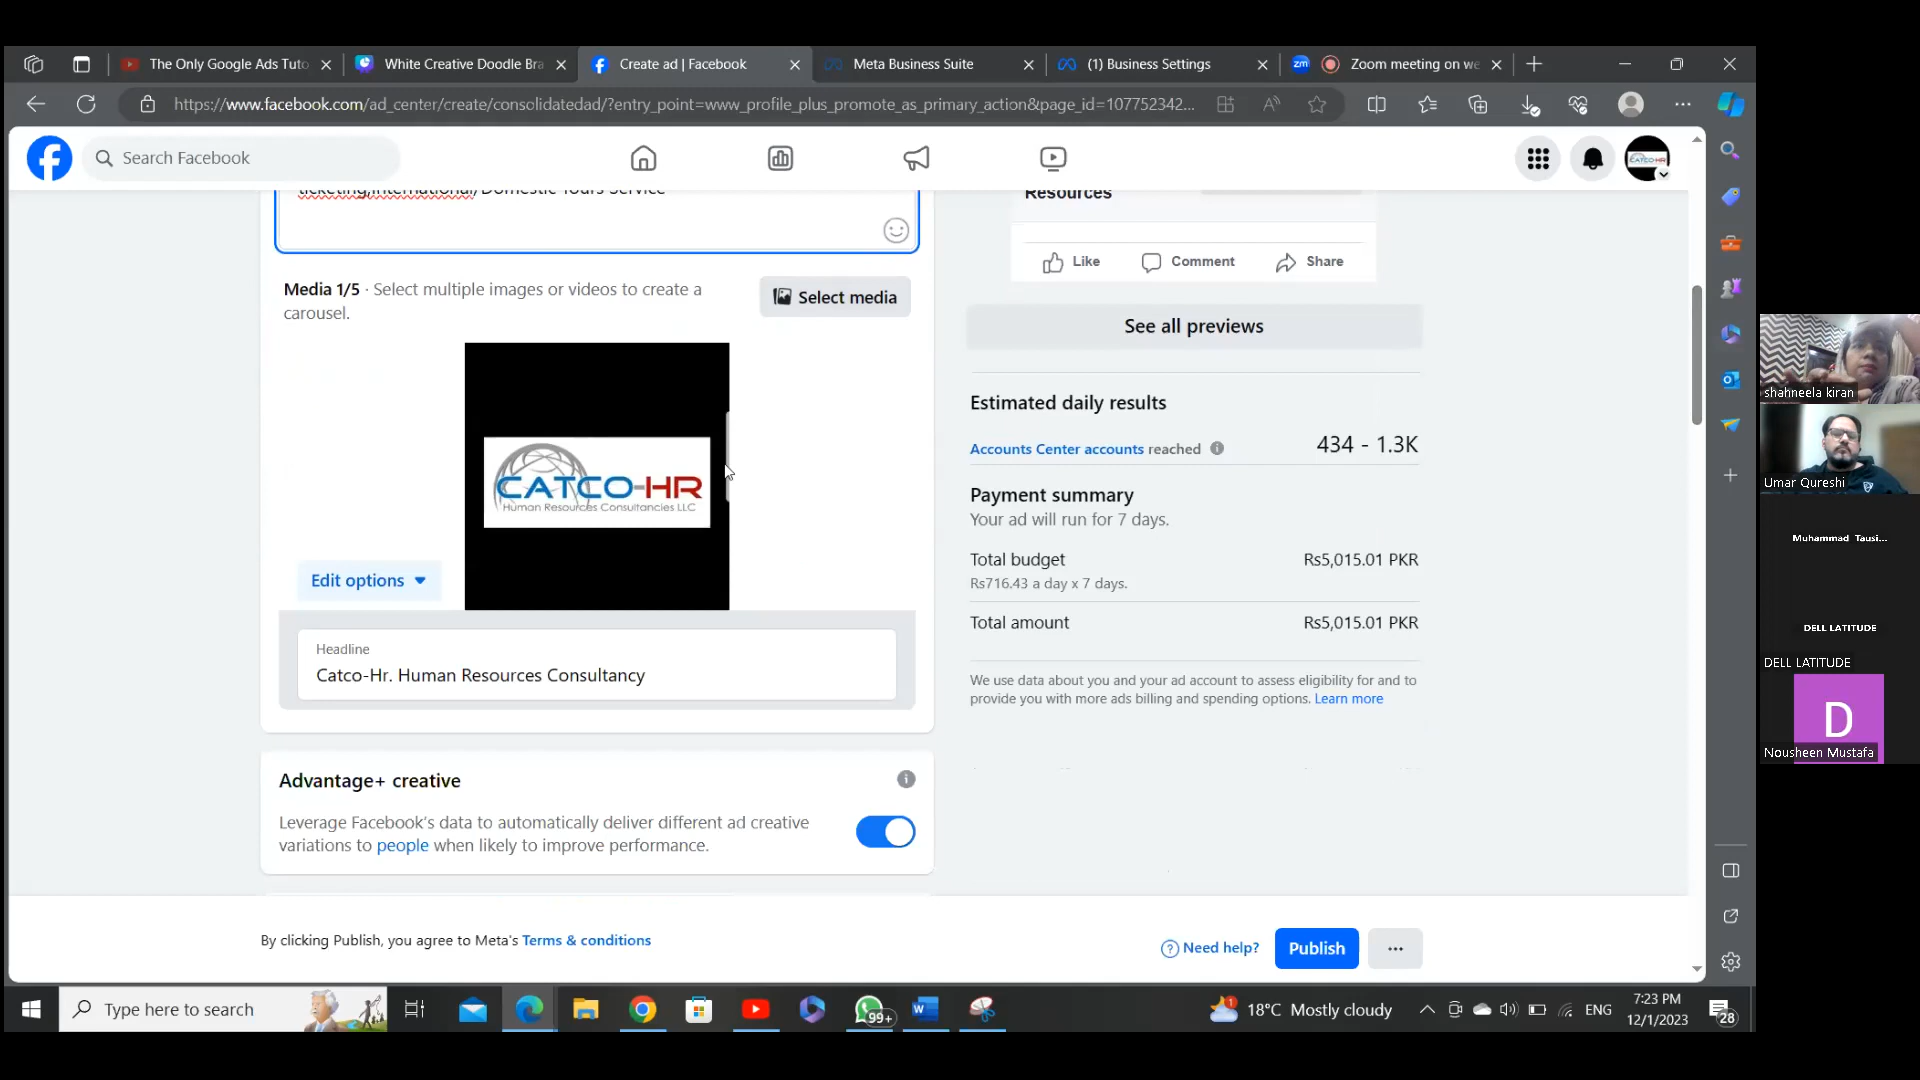 The Only Google Ads Tuto
White Creative Doodle Bra
Create ad | Facebook
Meta Business Suite
(1) Business Settings
Zoom meeting on we
https://www.facebook.com/ad_center/create/consolidatedad/?entry_point=www_profile_plus_promote_as_primary_action&page_id=107752342...
Search Facebook
ticketing/International/Domestic Tours Service
Media 1/5 · Select multiple images or videos to create a
carousel.
Select media
CATCO-HR
Human Resources Consultancies LLC
Edit options
Headline
Catco-Hr. Human Resources Consultancy
Advantage+ creative
Leverage Facebook's data to automatically deliver different ad creative
variations to people when likely to improve performance.
Resources
Like
Comment
Share
See all previews
Estimated daily results
Accounts Center accounts reached
434 - 1.3K
Payment summary
Your ad will run for 7 days.
Total budget
Rs5,015.01 PKR
Rs716.43 a day x 7 days.
Total amount
Rs5,015.01 PKR
We use data about you and your ad account to assess eligibility for and to
provide you with more ads billing and spending options. Learn more
By clicking Publish, you agree to Meta's Terms & conditions
Need help?
Publish
shahneela kiran
Umar Qureshi
Muhammad Tausi...
DELL LATITUDE
DELL LATITUDE
D
Nousheen Mustafa
Type here to search
99+
18°C Mostly cloudy
ENG
7:23 PM
12/1/2023
28